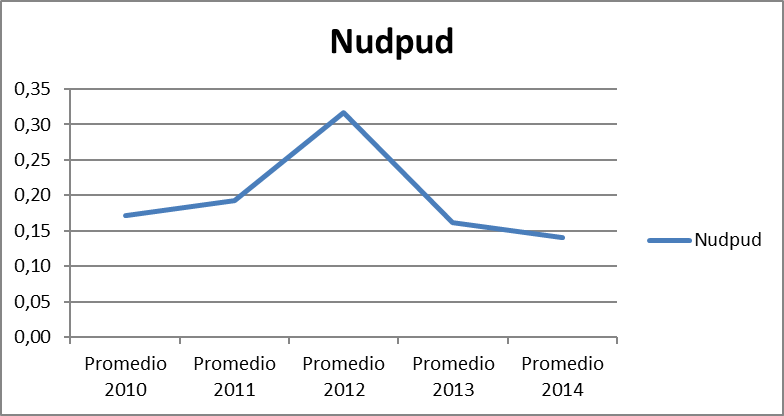 Nudpud
0,35
0,30
0,25
0,20
0,15
0,10
0,05
0,00
Nudpud
Promedio 2010
Promedio 2011
Promedio 2012
Promedio 2013
Promedio 2014